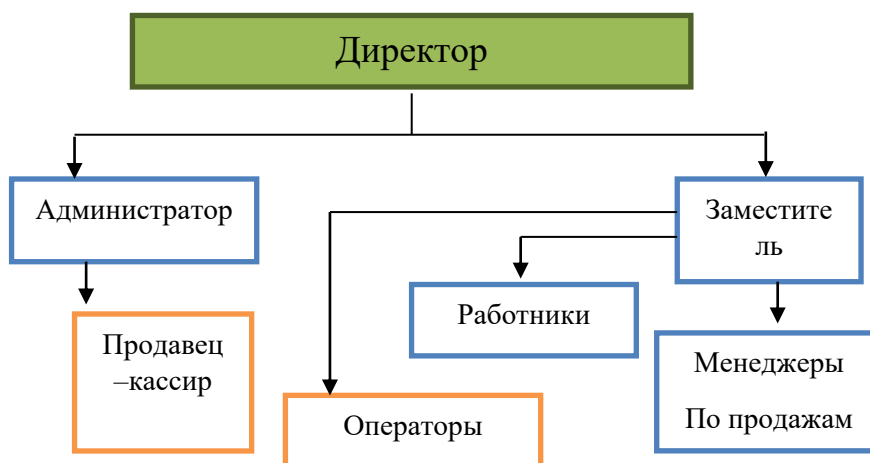 Директор
Администратор
Заместите
ль
Работники
Продавец
–кассир
Менеджеры
По продажам
Операторы